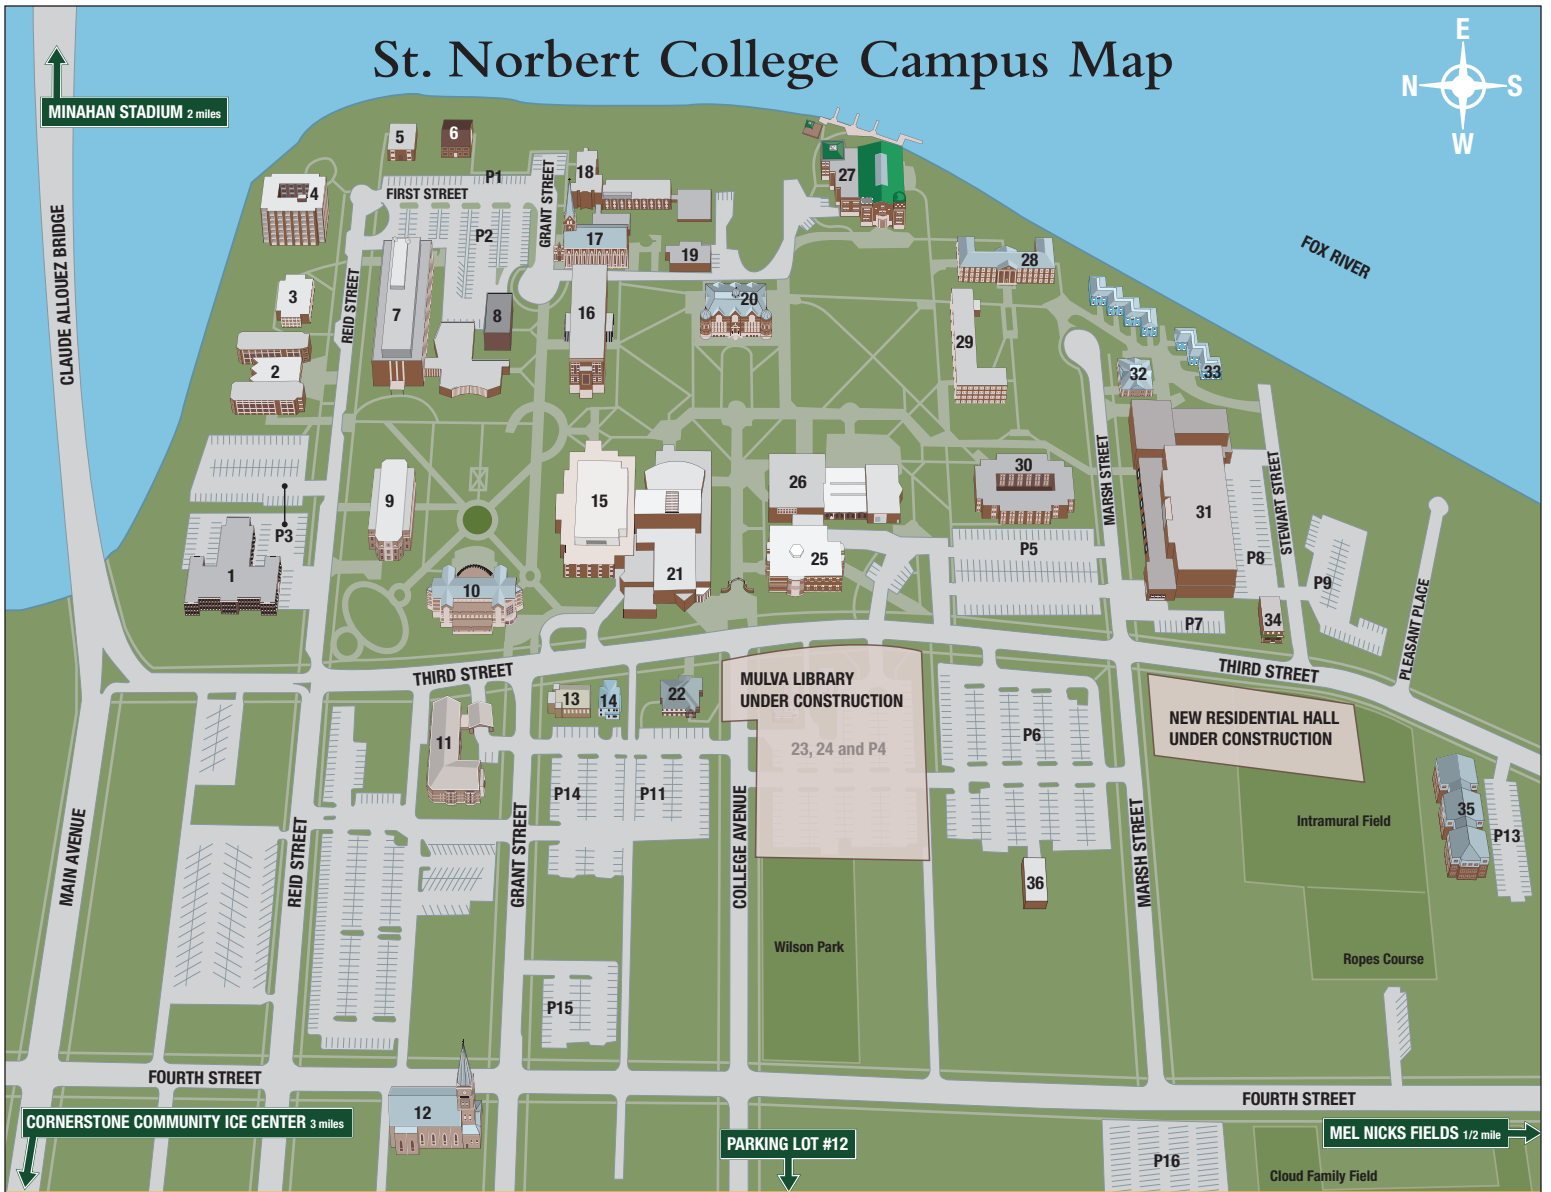 St. Norbert College Campus Map
E
N S
W
MINAHAN STADIUM 2 miles
CLAUDE ALLOUEZ BRIDGE
FOX RIVER
5
6
P1
FIRST STREET
GRANT STREET
18
27
4
P2
17
19
28
3
REID STREET
7
8
16
20
29
2
32
33
9
15
26
30
MARSH STREET
31
STEWART STREET
P3
1
10
21
25
P5
P8
P9
PLEASANT PLACE
P7
34
THIRD STREET
THIRD STREET
13
14
22
MULVA LIBRARY
UNDER CONSTRUCTION
23, 24 and P4
NEW RESIDENTIAL HALL
UNDER CONSTRUCTION
11
P6
P14
P11
Intramural Field
35
P13
MAIN AVENUE
REID STREET
GRANT STREET
COLLEGE AVENUE
MARSH STREET
36
Wilson Park
Ropes Course
P15
FOURTH STREET
FOURTH STREET
12
CORNERSTONE COMMUNITY ICE CENTER 3 miles
PARKING LOT #12
MEL NICKS FIELDS 1/2 mile
P16
Cloud Family Field